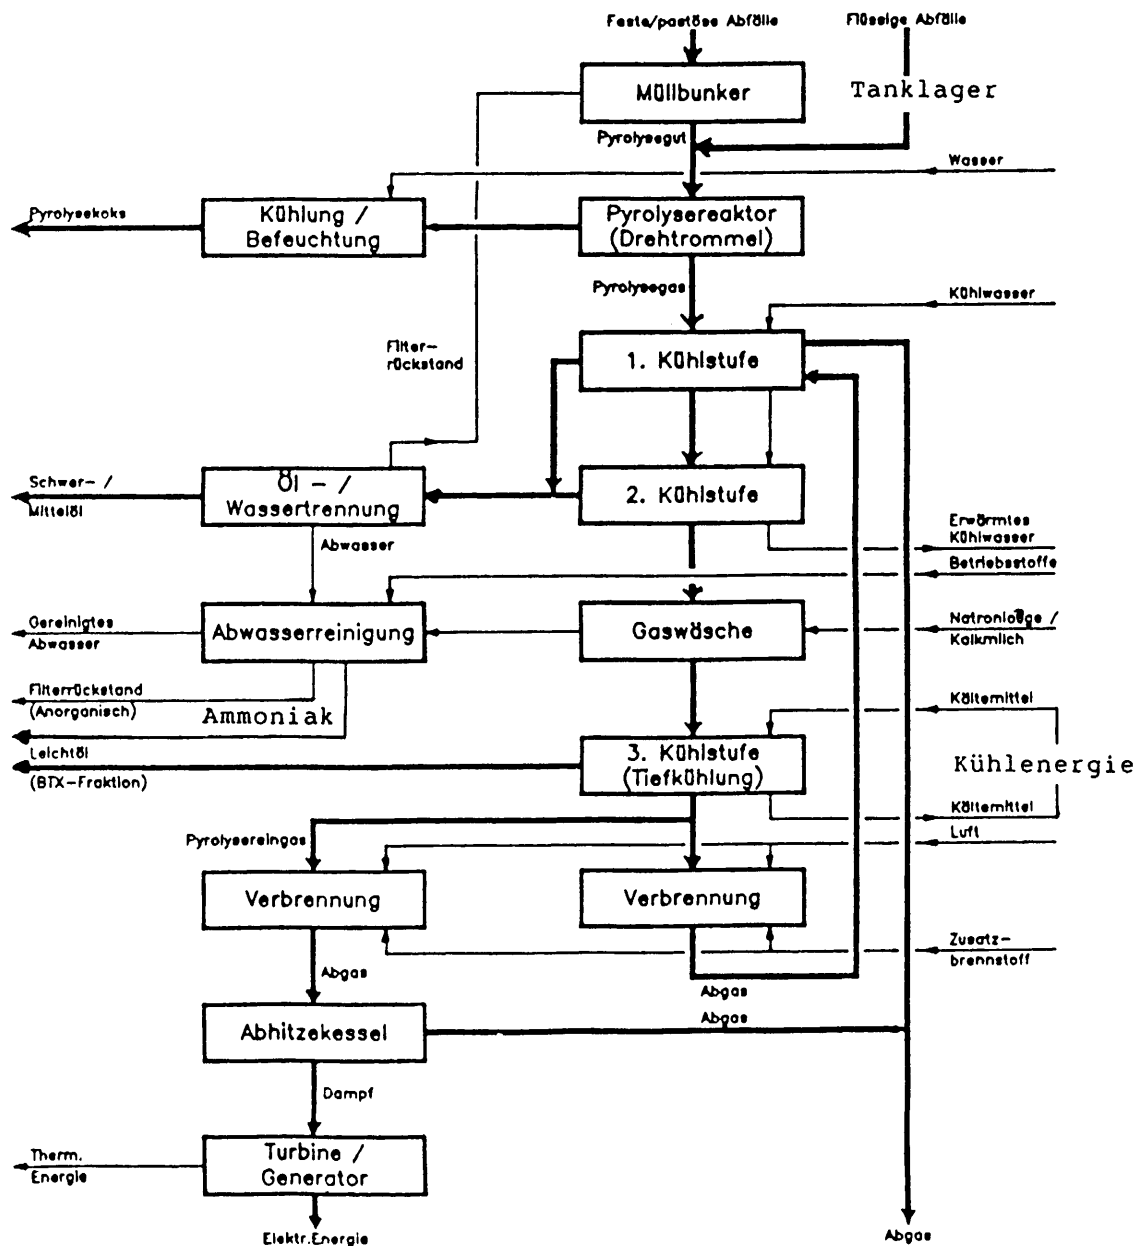 Feste/pastöse Abfälle
Flüssige Abfälle
Müllbunker
Tanklager
Pyrolysegut
Wasser
Pyrolysekoks
Kühlung /
Befeuchtung
Pyrolysereaktor
(Drehtrommel)
Pyrolysegas
Kühlwasser
Filter-
rückstand
1. Kühlstufe
Schwer- /
Mittelöl
Öl - /
Wassertrennung
2. Kühlstufe
Abwasser
Erwärmtes
Kühlwasser
Betriebsstoffe
Gereinigtes
Abwasser
Abwasserreinigung
Gaswäsche
Natronlauge /
Kalkmilch
Filterrückstand
(Anorganisch)
Ammoniak
Kältemittel
Leichtöl
(BTX-Fraktion)
3. Kühlstufe
(Tiefkühlung)
Kühlenergie
Kältemittel
Pyrolysereingas
Luft
Verbrennung
Verbrennung
Zusatz-
brennstoff
Abgas
Abgas
Abgas
Abhitzekessel
Dampf
Therm.
Energie
Turbine /
Generator
Elektr.Energie
Abgas